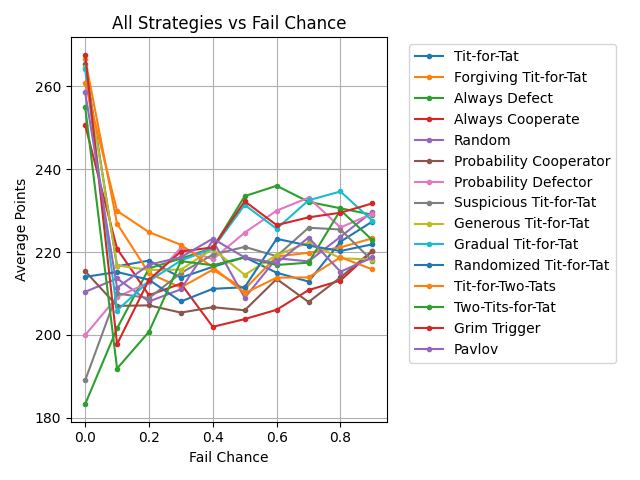 All Strategies vs Fail Chance
Average Points
260
240
220
200
180
0.0 0.2 0.4 0.6 0.8
Fail Chance
Tit-for-Tat
Forgiving Tit-for-Tat
Always Defect
Always Cooperate
Random
Probability Cooperator
Probability Defector
Suspicious Tit-for-Tat
Generous Tit-for-Tat
Gradual Tit-for-Tat
Randomized Tit-for-Tat
Tit-for-Two-Tats
Two-Tits-for-Tat
Grim Trigger
Pavlov